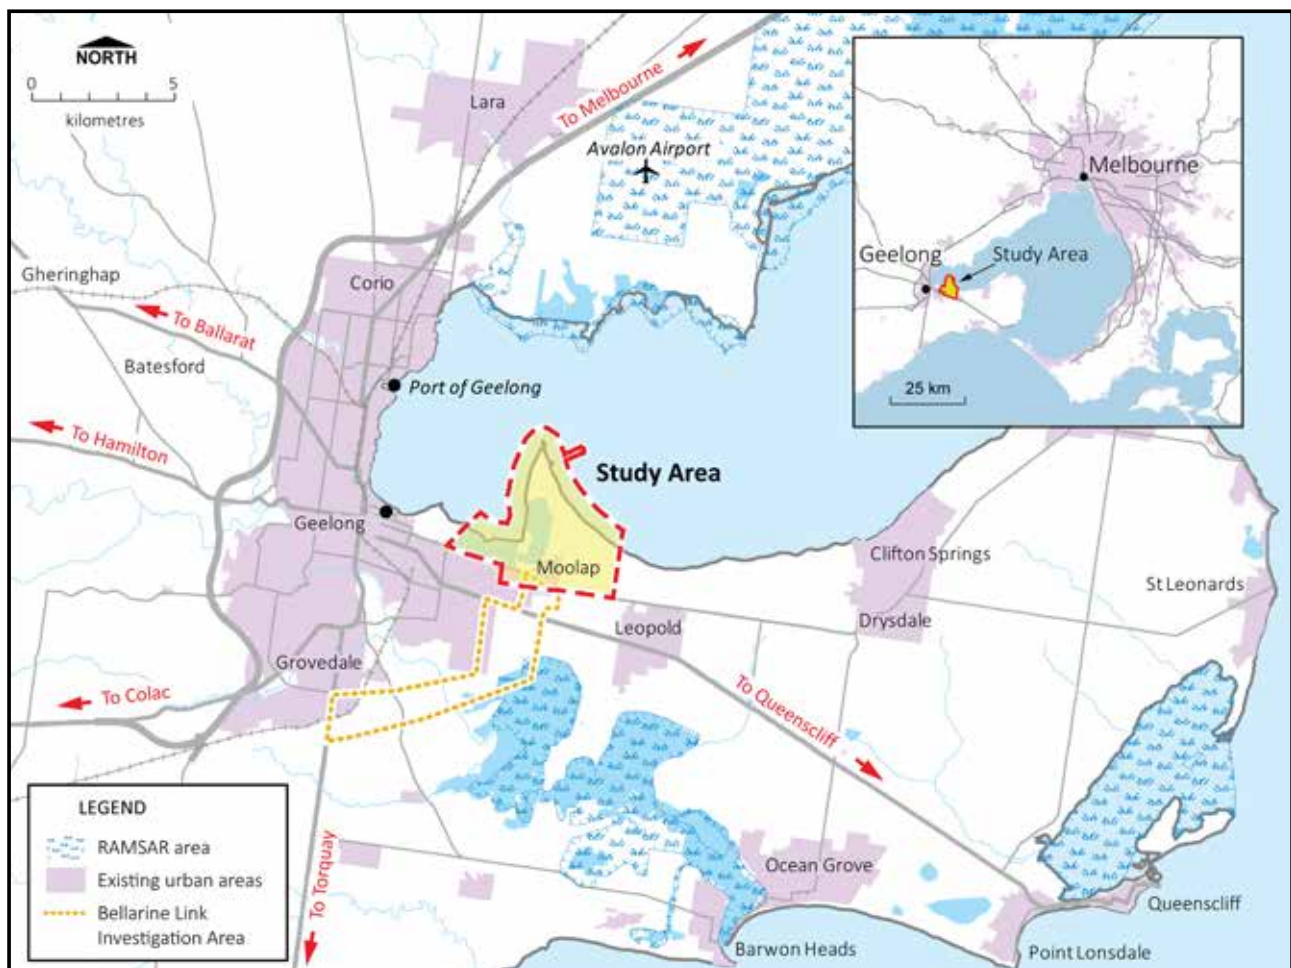 NORTH
0 5
kilometres
Lara
To Melbourne
Avalon Airport
Melbourne
Geelong
Study Area
25 km
Gheringhap
Corio
To Ballarat
Batesford
Port of Geelong
To Hamilton
Study Area
Geelong
Moolap
Clifton Springs
St Leonards
Leopold
Drysdale
Grovedale
To Colac
To Queenscliff
LEGEND
RAMSAR area
Existing urban areas
Bellarine Link
Investigation Area
To Torquay
Ocean Grove
Queenscliff
Barwon Heads
Point Lonsdale